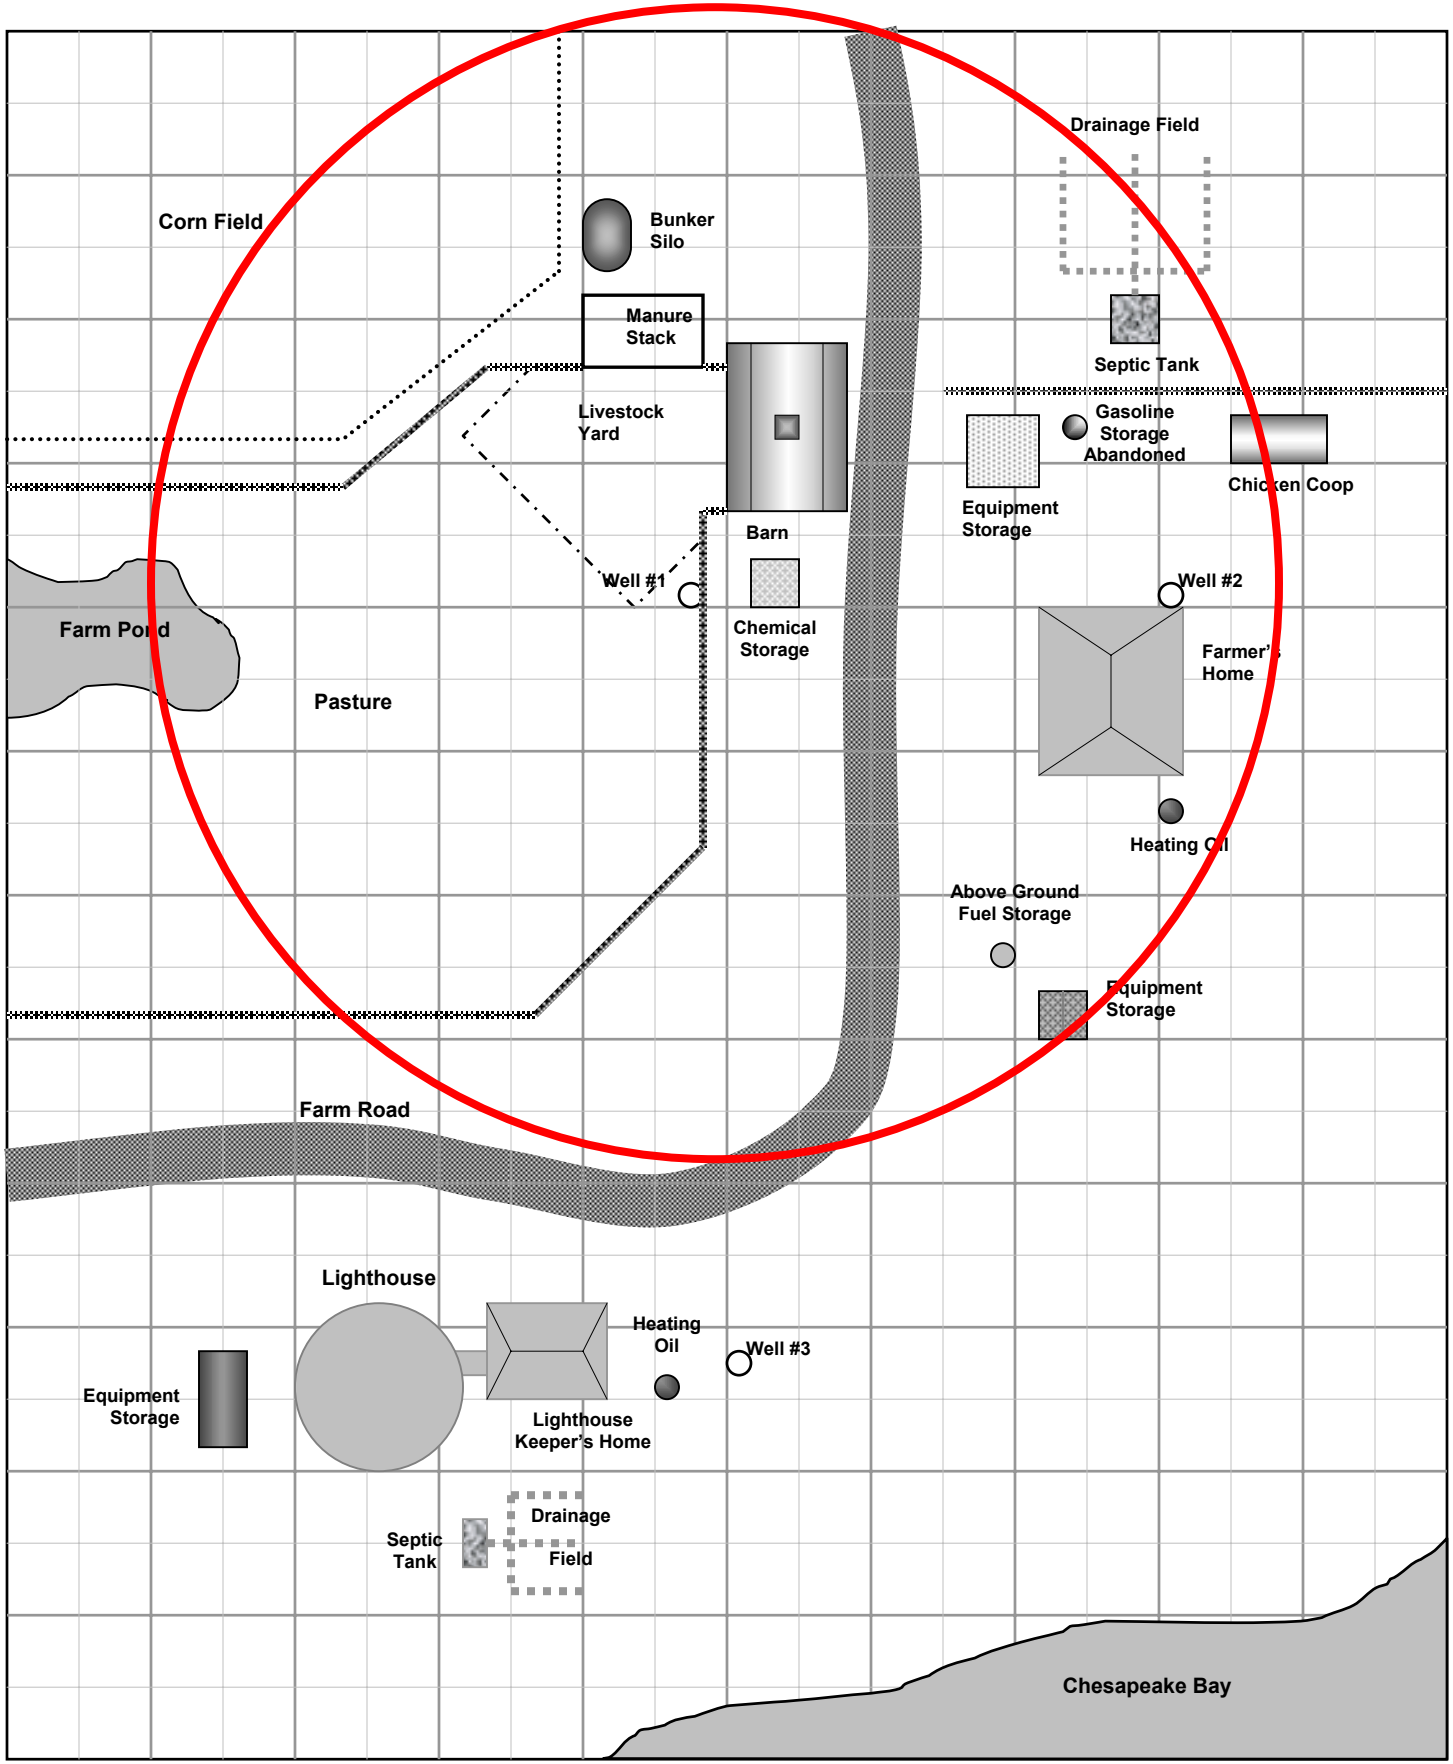 Drainage Field
Corn Field
Bunker
Silo
Manure
Stack
Septic Tank
Livestock
Yard
Gasoline
Storage
Abandoned
Chicken Coop
Equipment
Storage
Barn
Well #1
Well #2
Farm Pond
Chemical
Storage
Farmer's
Home
Pasture
Heating Oil
Above Ground
Fuel Storage
Equipment
Storage
Farm Road
Lighthouse
Heating
Oil
Well #3
Equipment
Storage
Lighthouse
Keeper's Home
Drainage
Field
Septic
Tank
Chesapeake Bay